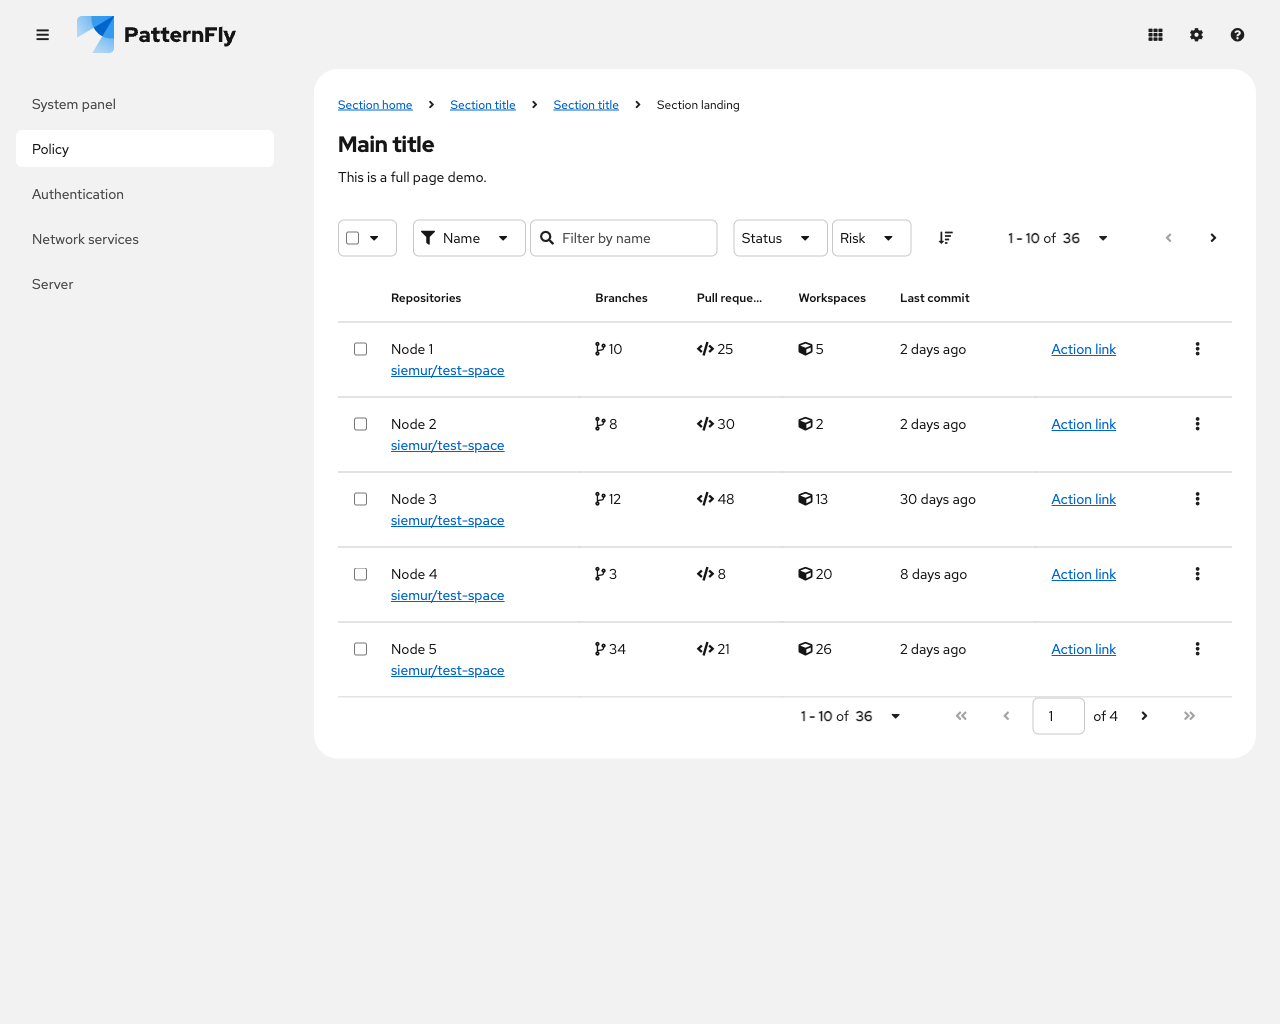 PatternFly
System panel
Policy
Authentication
Network services
Server
Section home Section title Section title Section landing
Main title
This is a full page demo.
Name Filter by name Status Risk 1 - 10 of 36
Repositories Branches Pull reque... Workspaces Last commit
Node 1 10 25 5 2 days ago Action link
siemur/test-space
Node 2 8 30 2 2 days ago Action link
siemur/test-space
Node 3 12 48 13 30 days ago Action link
siemur/test-space
Node 4 3 8 20 8 days ago Action link
siemur/test-space
Node 5 34 21 26 2 days ago Action link
siemur/test-space
1 - 10 of 36 1 of 4